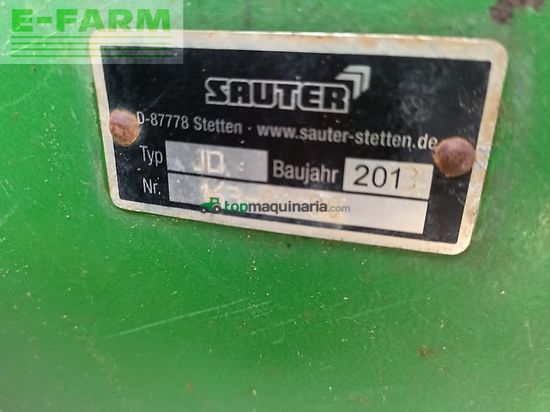 E-FARM
SAUTER
D-87778 Stetten · www.sauter-stetten.de
Typ JD Baujahr 2013
Nr.
topmaquinaria.com